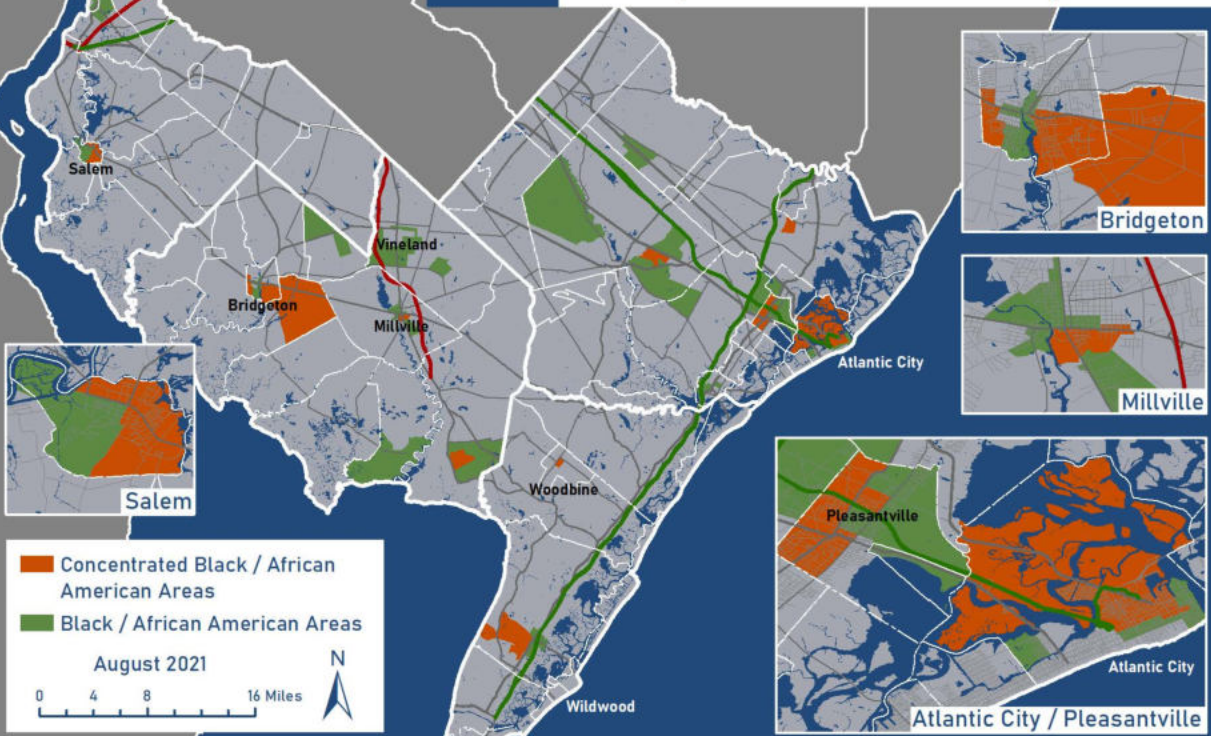 Salem
Vineland
Bridgeton
Millville
Atlantic City
Woodbine
Wildwood
Bridgeton
Millville
Salem
Pleasantville
Atlantic City
Atlantic City / Pleasantville
Concentrated Black / African
American Areas
Black / African American Areas
August 2021
N
0 4 8 16 Miles